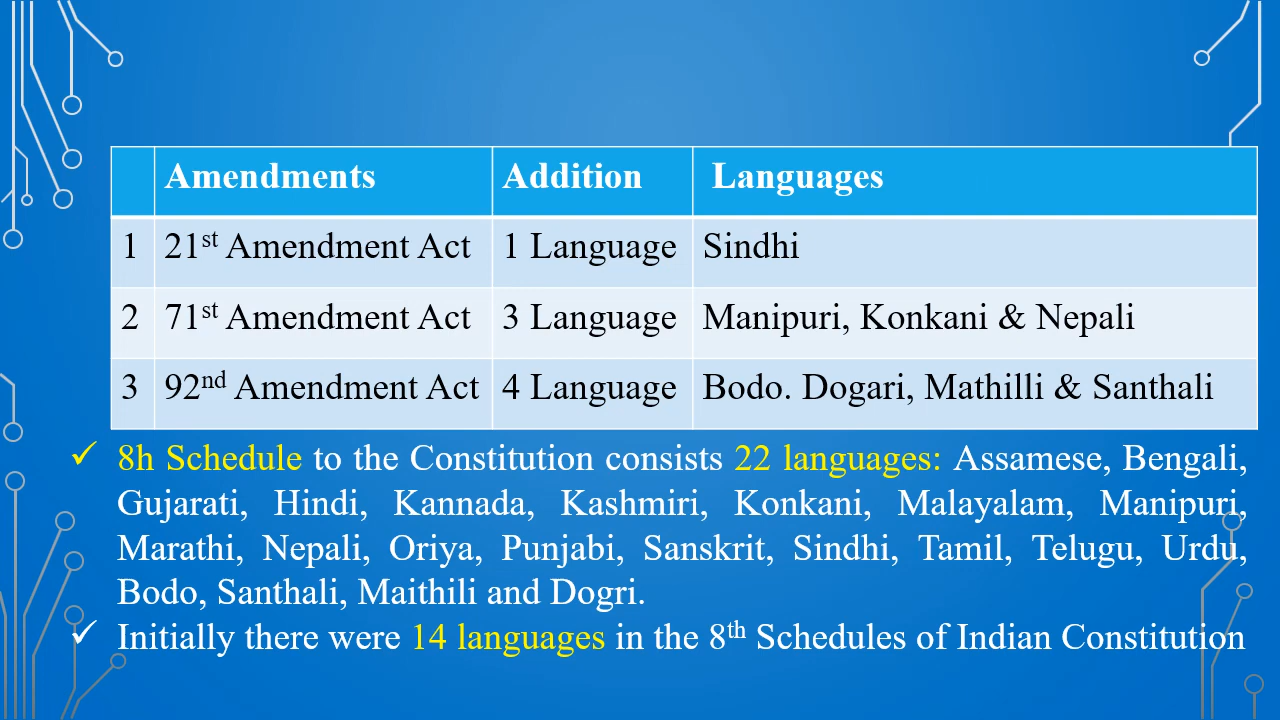 Amendments Addition Languages
1 21st Amendment Act 1 Language Sindhi
2 71st Amendment Act 3 Language Manipuri, Konkani & Nepali
3 92nd Amendment Act 4 Language Bodo. Dogari, Mathilli & Santhali
✓ 8h Schedule to the Constitution consists 22 languages: Assamese, Bengali,
Gujarati, Hindi, Kannada, Kashmiri, Konkani, Malayalam, Manipuri,
Marathi, Nepali, Oriya, Punjabi, Sanskrit, Sindhi, Tamil, Telugu, Urdu,
Bodo, Santhali, Maithili and Dogri.
✓ Initially there were 14 languages in the 8th Schedules of Indian Constitution